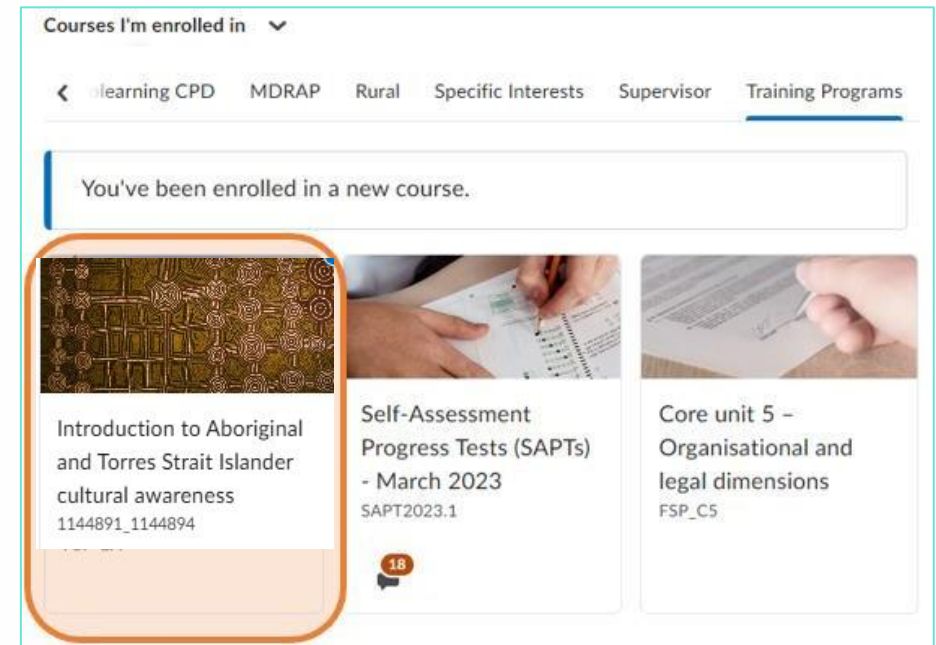 Courses I'm enrolled in
learning CPD MDRAP Rural Specific Interests Supervisor Training Programs
You've been enrolled in a new course.
Introduction to Aboriginal
and Torres Strait Islander
cultural awareness
1144891_1144894
Self-Assessment
Progress Tests (SAPTs)
- March 2023
SAPT2023.1
18
Core unit 5 –
Organisational and
legal dimensions
FSP_C5